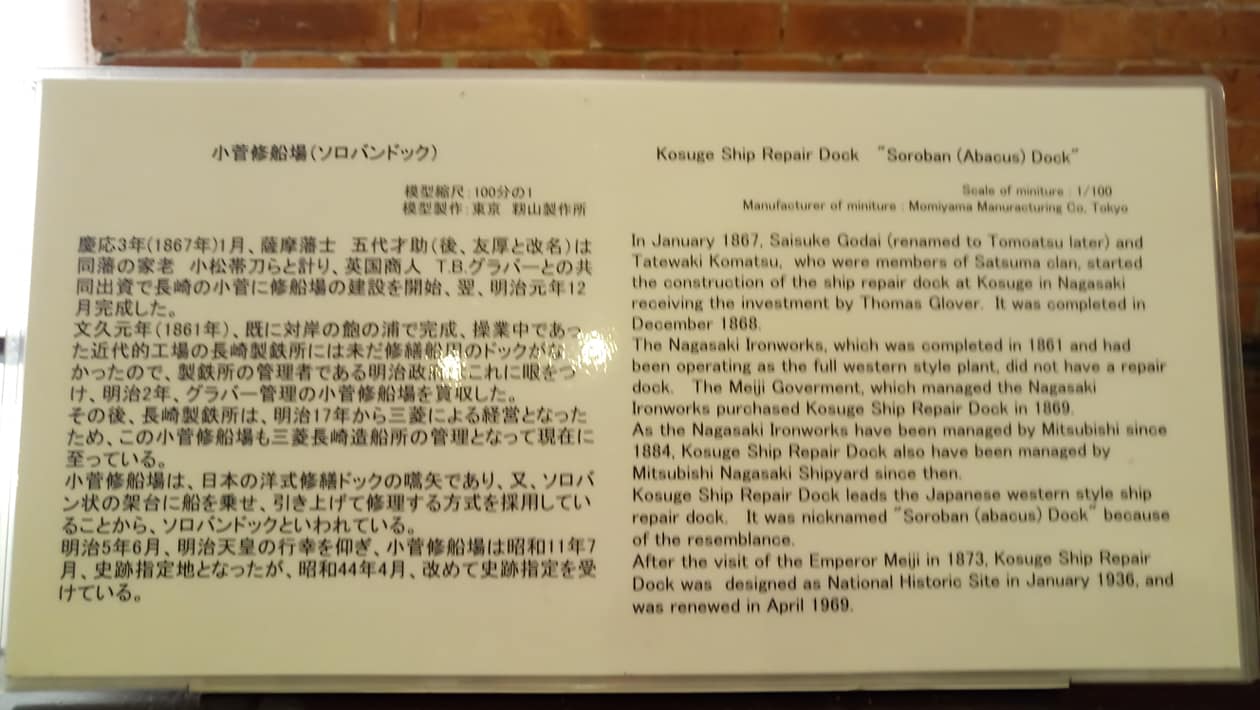 小菅修船場(ソロバンドック)
模型縮尺:100分の1
模型製作:東京 籾山製作所
慶応3年(1867年)1月、薩摩藩士 五代才助(後、友厚と改名)は
同藩の家老 小松帯刀らと計り、英国商人 T.B.グラバーとの共
同出資で長崎の小菅に修船場の建設を開始、翌、明治元年12
月完成した。
文久元年(1861年)、既に対岸の飽の浦で完成、操業中であっ
た近代的工場の長崎製鉄所には未だ修繕船用のドックがな
かったので、製鉄所の管理者である明治政府はこれに眼をつ
け、明治2年、グラバー管理の小菅修船場を買収した。
その後、長崎製鉄所は、明治17年から三菱による経営となった
ため、この小菅修船場も三菱長崎造船所の管理となって現在に
至っている。
小菅修船場は、日本の洋式修繕ドックの嚆矢であり、又、ソロバ
ン状の架台に船を乗せ、引き上げて修理する方式を採用してい
ることから、ソロバンドックといわれている。
明治5年6月、明治天皇の行幸を仰ぎ、小菅修船場は昭和11年7
月、史跡指定地となったが、昭和44年4月、改めて史跡指定を受
けている。
Kosuge Ship Repair Dock "Soroban (Abacus) Dock"
Scale of miniture : 1/100
Manufacturer of miniture : Momiyama Manuracturing Co. Tokyo
In January 1867, Saisuke Godai (renamed to Tomoatsu later) and
Tatewaki Komatsu, who were members of Satsuma clan, started
the construction of the ship repair dock at Kosuge in Nagasaki
receiving the investment by Thomas Glover. It was completed in
December 1868.
The Nagasaki Ironworks, which was completed in 1861 and had
been operating as the full western style plant, did not have a repair
dock. The Meiji Goverment, which managed the Nagasaki
Ironworks purchased Kosuge Ship Repair Dock in 1869.
As the Nagasaki Ironworks have been managed by Mitsubishi since
1884, Kosuge Ship Repair Dock also have been managed by
Mitsubishi Nagasaki Shipyard since then.
Kosuge Ship Repair Dock leads the Japanese western style ship
repair dock. It was nicknamed "Soroban (abacus) Dock" because
of the resemblance.
After the visit of the Emperor Meiji in 1873, Kosuge Ship Repair
Dock was designed as National Historic Site in January 1936, and
was renewed in April 1969.